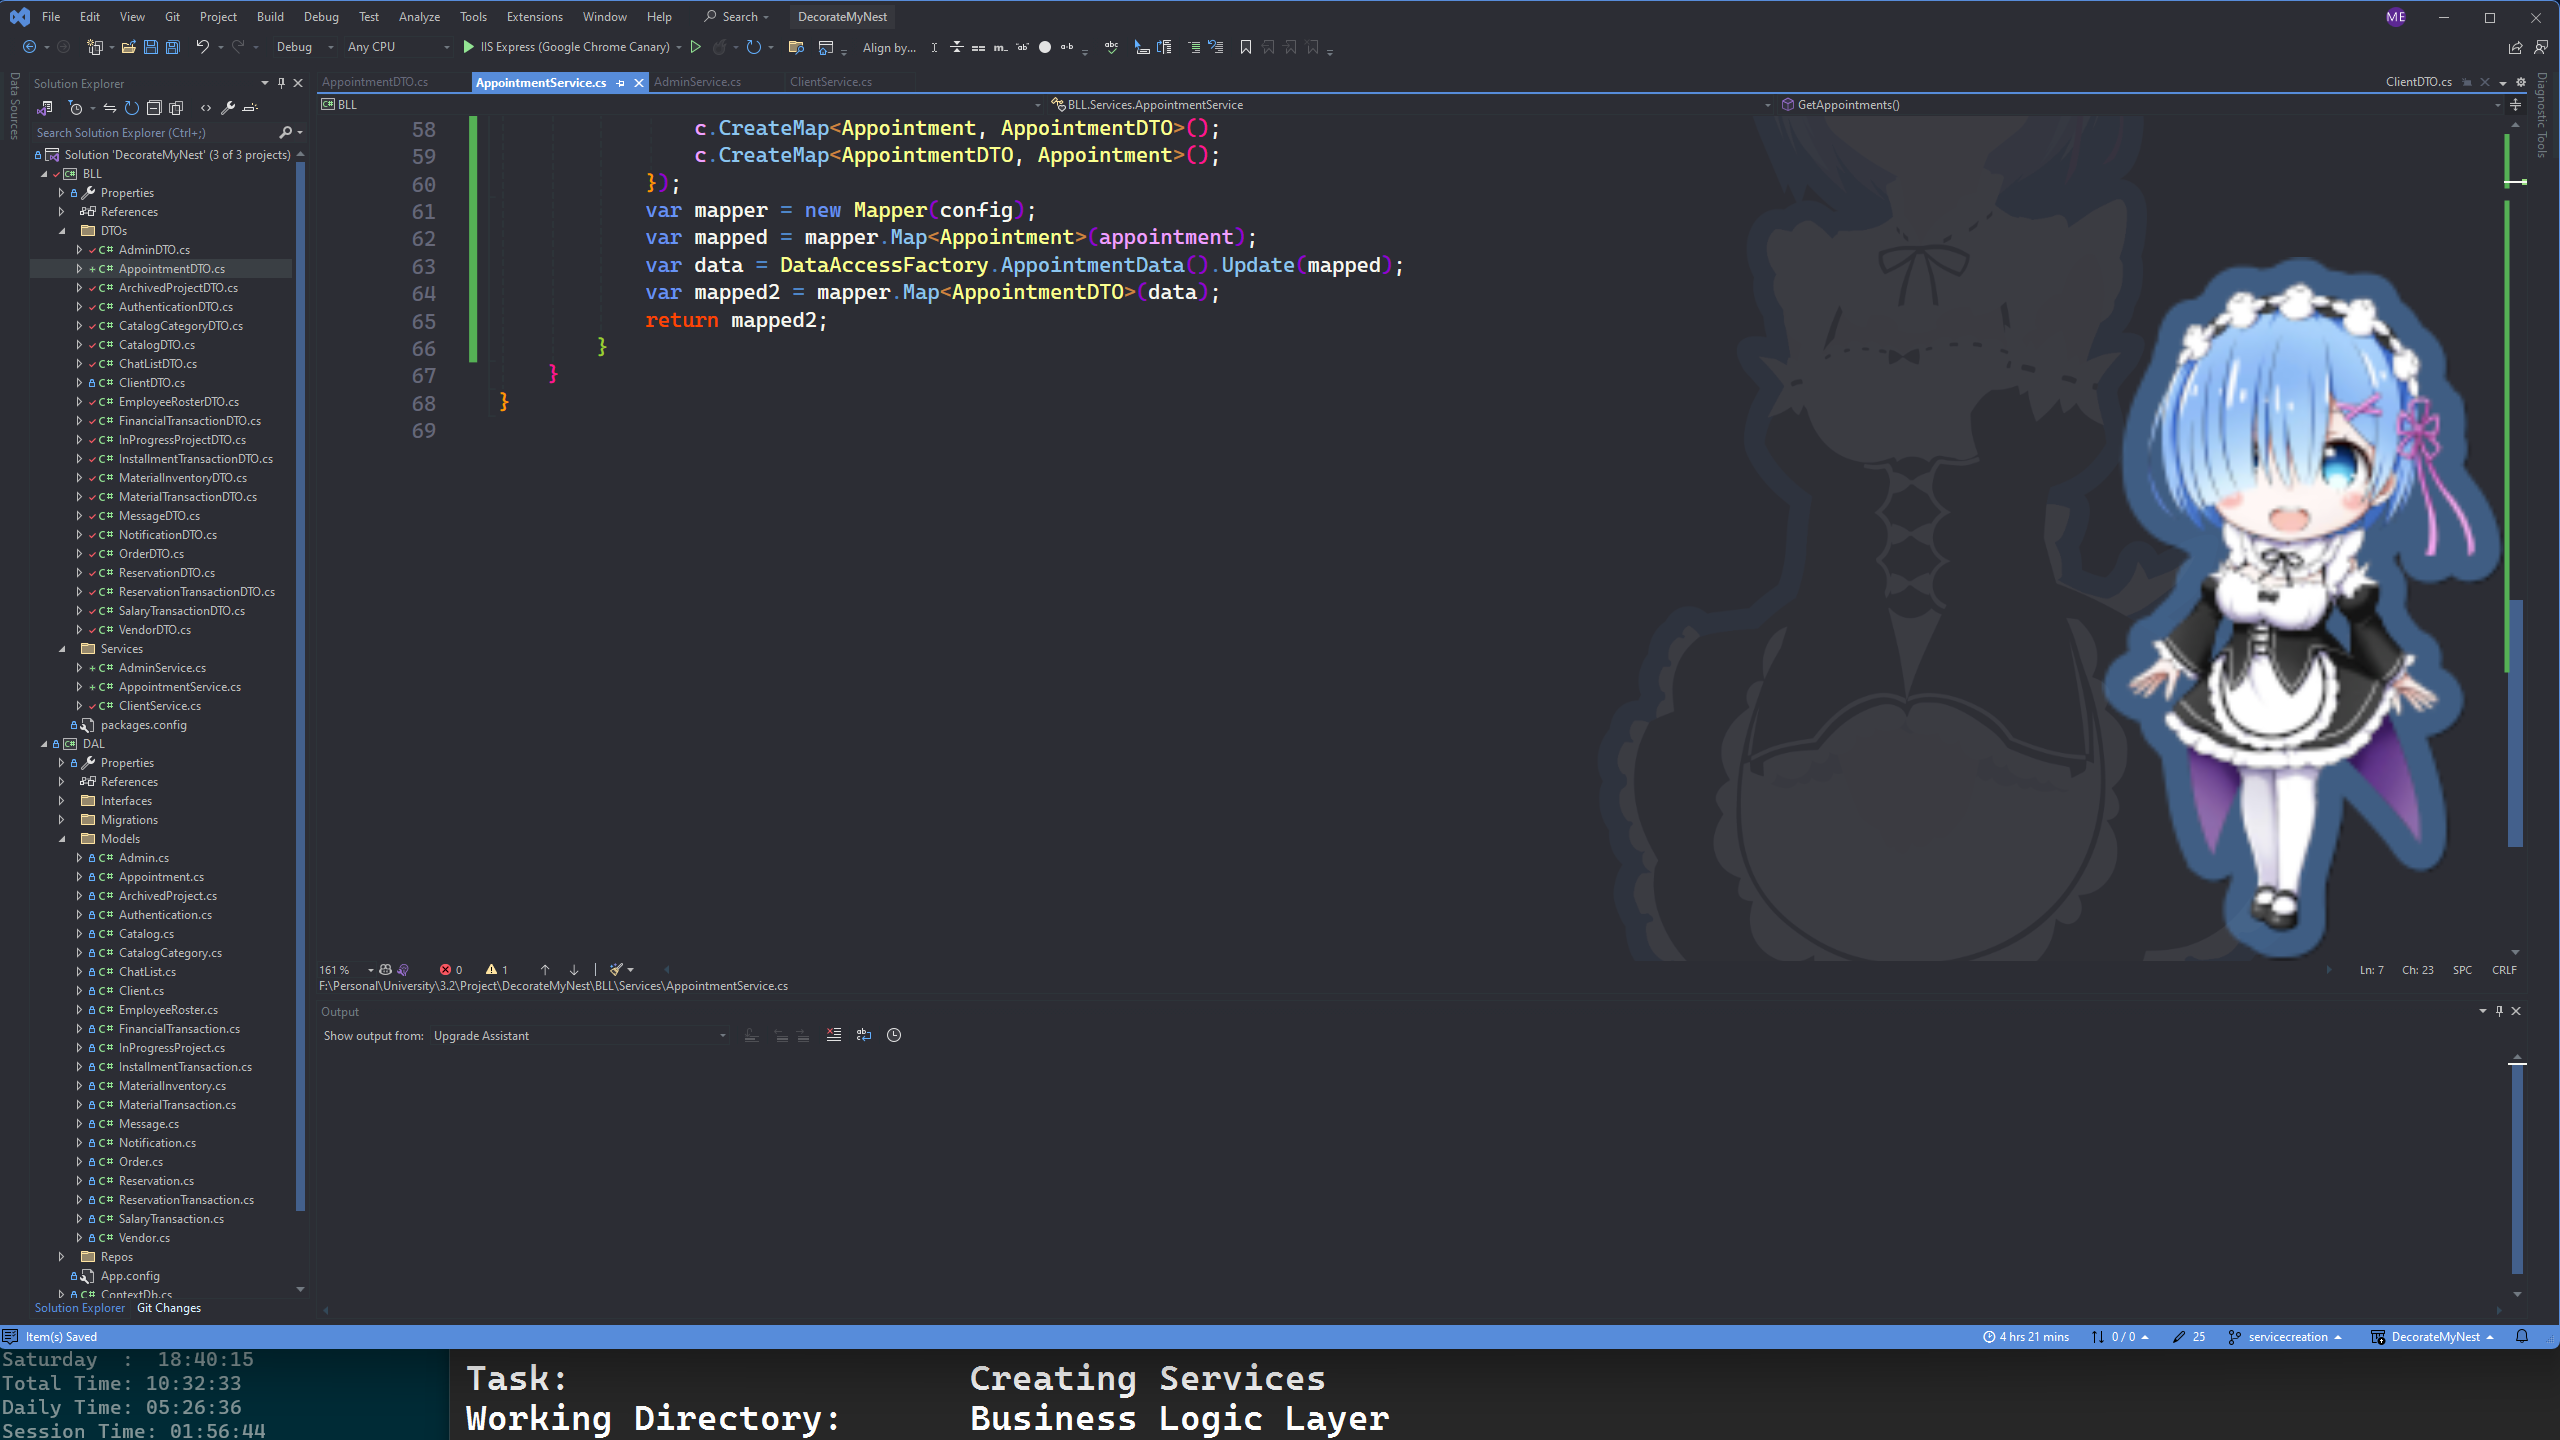 File Edit View Git Project Build Debug Test Analyze Tools Extensions Window Help Search DecorateMyNest ME
Debug Any CPU IIS Express (Google Chrome Canary) Align by...
Data Sources
Solution Explorer
Search Solution Explorer (Ctrl+;)
Solution 'DecorateMyNest' (3 of 3 projects)
BLL
Properties
References
DTOs
C# AdminDTO.cs
C# AppointmentDTO.cs
C# ArchivedProjectDTO.cs
C# AuthenticationDTO.cs
C# CatalogCategoryDTO.cs
C# CatalogDTO.cs
C# ChatListDTO.cs
C# ClientDTO.cs
C# EmployeeRosterDTO.cs
C# FinancialTransactionDTO.cs
C# InProgressProjectDTO.cs
C# InstallmentTransactionDTO.cs
C# MaterialInventoryDTO.cs
C# MaterialTransactionDTO.cs
C# MessageDTO.cs
C# NotificationDTO.cs
C# OrderDTO.cs
C# ReservationDTO.cs
C# ReservationTransactionDTO.cs
C# SalaryTransactionDTO.cs
C# VendorDTO.cs
Services
C# AdminService.cs
C# AppointmentService.cs
C# ClientService.cs
packages.config
DAL
Properties
References
Interfaces
Migrations
Models
C# Admin.cs
C# Appointment.cs
C# ArchivedProject.cs
C# Authentication.cs
C# Catalog.cs
C# CatalogCategory.cs
C# ChatList.cs
C# Client.cs
C# EmployeeRoster.cs
C# FinancialTransaction.cs
C# InProgressProject.cs
C# InstallmentTransaction.cs
C# MaterialInventory.cs
C# MaterialTransaction.cs
C# Message.cs
C# Notification.cs
C# Order.cs
C# Reservation.cs
C# ReservationTransaction.cs
C# SalaryTransaction.cs
C# Vendor.cs
Repos
App.config
C# ContextDb.cs
Solution Explorer Git Changes
AppointmentDTO.cs AppointmentService.cs AdminService.cs ClientService.cs ClientDTO.cs
BLL BLL.Services.AppointmentService GetAppointments()
58 c.CreateMap<Appointment, AppointmentDTO>();
59 c.CreateMap<AppointmentDTO, Appointment>();
60 });
61 var mapper = new Mapper(config);
62 var mapped = mapper.Map<Appointment>(appointment);
63 var data = DataAccessFactory.AppointmentData().Update(mapped);
64 var mapped2 = mapper.Map<AppointmentDTO>(data);
65 return mapped2;
66 }
67 }
68 }
69
161 % 0 1 Ln: 7 Ch: 23 SPC CRLF
F:\Personal\University\3.2\Project\DecorateMyNest\BLL\Services\AppointmentService.cs
Output
Show output from: Upgrade Assistant
Diagnostic Tools
Item(s) Saved 4 hrs 21 mins 0 / 0 25 servicecreation DecorateMyNest
Saturday : 18:40:15
Total Time: 10:32:33
Daily Time: 05:26:36
Session Time: 01:56:44
Task: Creating Services
Working Directory: Business Logic Layer